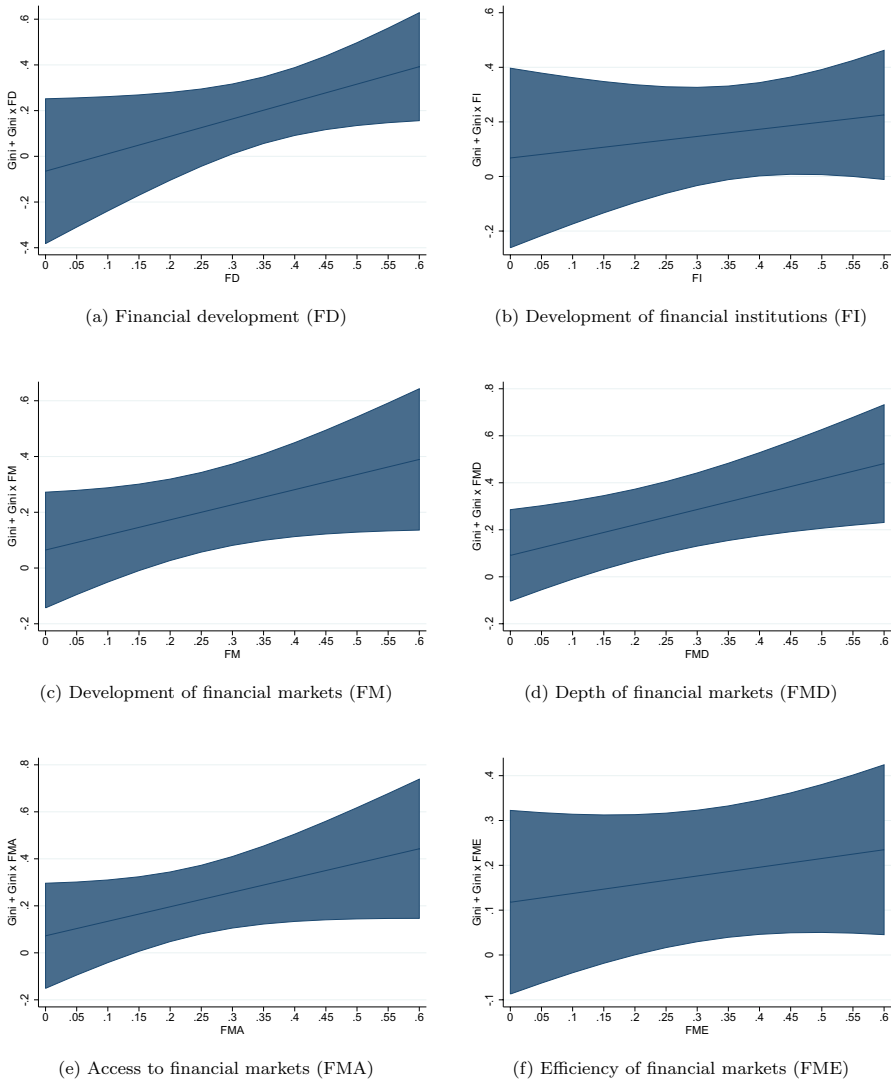 Gini + Gini x FD
.6
.4
.2
0
-.2
-.4
0 .05 .1 .15 .2 .25 .3 .35 .4 .45 .5 .55 .6
FD
(a) Financial development (FD)
Gini + Gini x FI
.4
.2
0
-.2
0 .05 .1 .15 .2 .25 .3 .35 .4 .45 .5 .55 .6
FI
(b) Development of financial institutions (FI)
Gini + Gini x FM
.6
.4
.2
0
-.2
0 .05 .1 .15 .2 .25 .3 .35 .4 .45 .5 .55 .6
FM
(c) Development of financial markets (FM)
Gini + Gini x FMD
.8
.6
.4
.2
0
-.2
0 .05 .1 .15 .2 .25 .3 .35 .4 .45 .5 .55 .6
FMD
(d) Depth of financial markets (FMD)
Gini + Gini x FMA
.8
.6
.4
.2
0
-.2
0 .05 .1 .15 .2 .25 .3 .35 .4 .45 .5 .55 .6
FMA
(e) Access to financial markets (FMA)
Gini + Gini x FME
.4
.3
.2
.1
0
-.1
0 .05 .1 .15 .2 .25 .3 .35 .4 .45 .5 .55 .6
FME
(f) Efficiency of financial markets (FME)